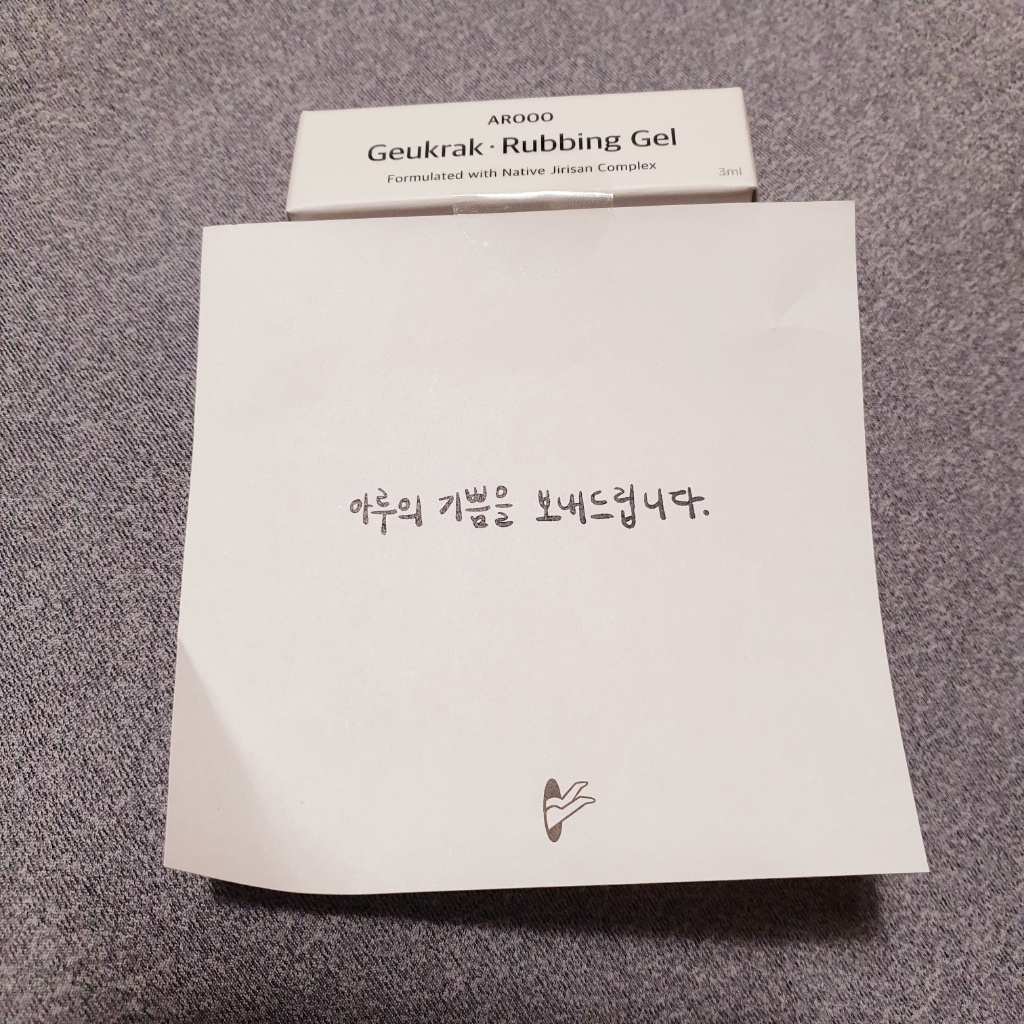 AROOO
Geukrak · Rubbing Gel
Formulated with Native Jirisan Complex
3ml
아루의 기쁨을 보내드립니다.